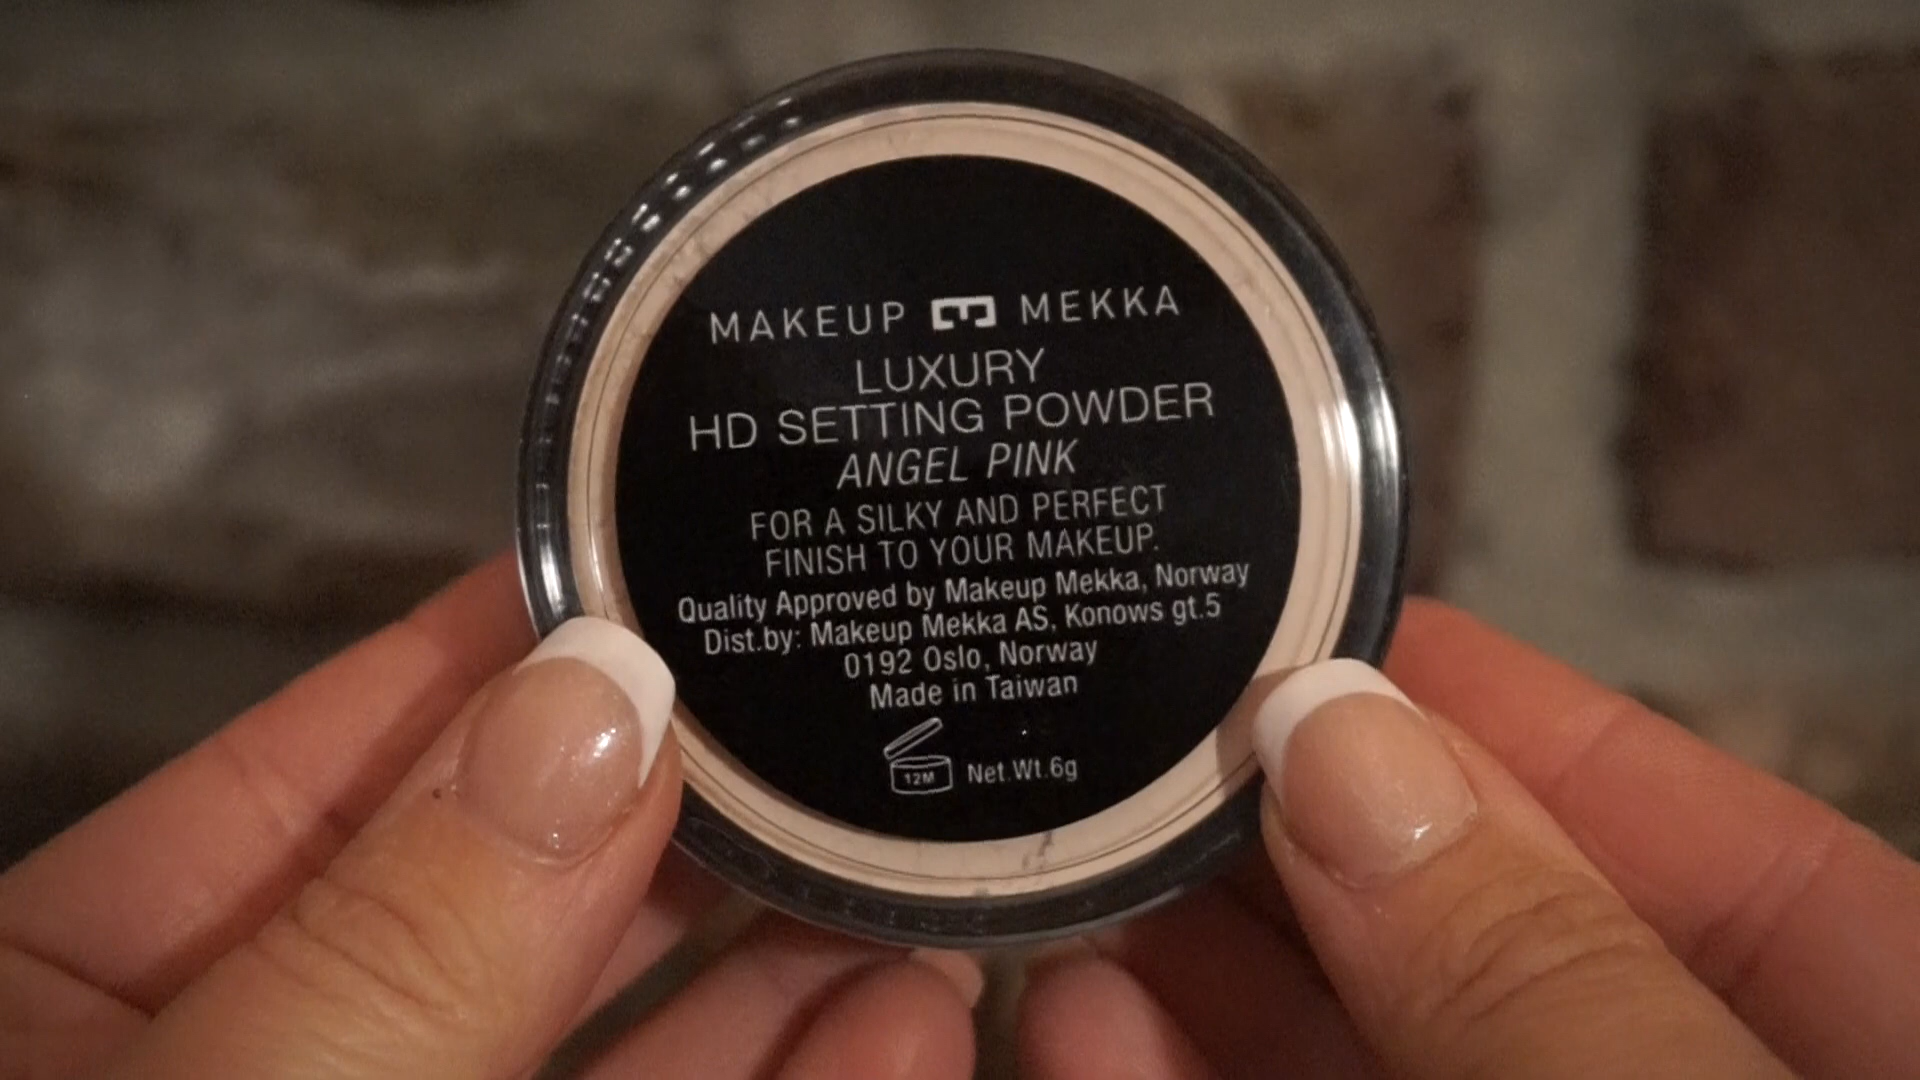 MAKEUP MEKKA
LUXURY
HD SETTING POWDER
ANGEL PINK
FOR A SILKY AND PERFECT
FINISH TO YOUR MAKEUP.
Quality Approved by Makeup Mekka, Norway
Dist.by: Makeup Mekka AS, Konows gt.5
0192 Oslo, Norway
Made in Taiwan
12M Net.Wt.6g